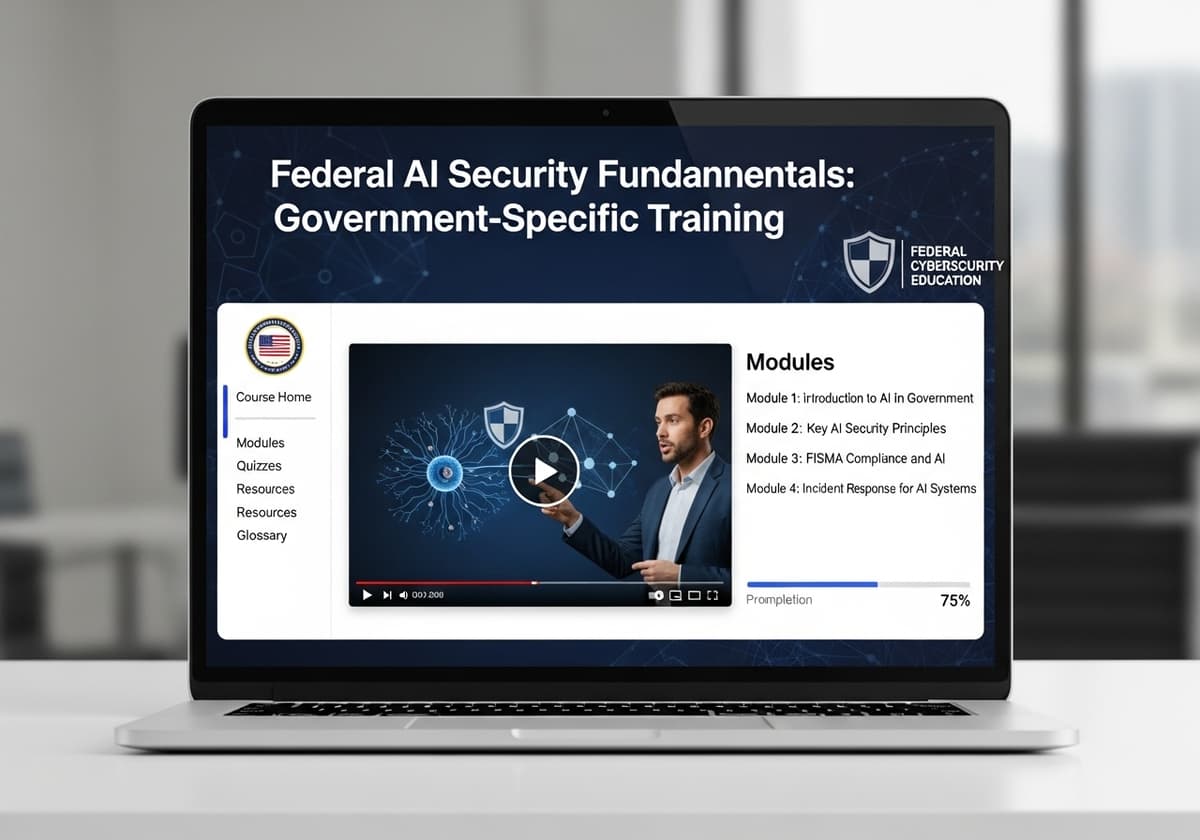 Federal AI Security Fundannentals:
Government-Specific Training
FEDERAL
CYBERSCURITY
EDUCATION
Course Home
Modules
Quizzes
Resources
Resources
Glossary
Modules
Module 1: introduction to AI in Government
Module 2: Key AI Security Principles
Module 3: FISMA Compliance and AI
Module 4: Incident Response for AI Systems
Prompletion
75%